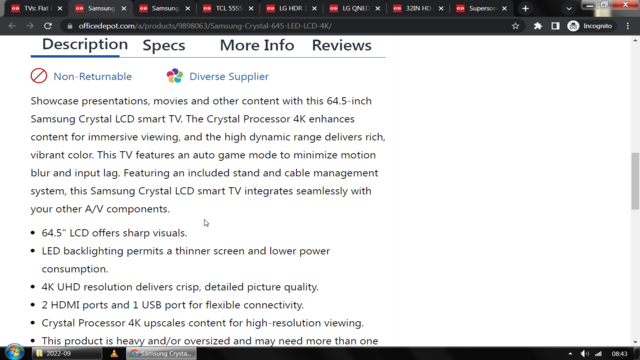 TVs: Flat
Samsung
Samsung
TCL 55S5
LG HDR
LG QNED
32IN HD
Superson
officedepot.com/a/products/9898063/Samsung-Crystal-645-LED-LCD-4K/
Incognito
Description Specs More Info Reviews
Non-Returnable Diverse Supplier
Showcase presentations, movies and other content with this 64.5-inch
Samsung Crystal LCD smart TV. The Crystal Processor 4K enhances
content for immersive viewing, and the high dynamic range delivers rich,
vibrant color. This TV features an auto game mode to minimize motion
blur and input lag. Featuring an included stand and cable management
system, this Samsung Crystal LCD smart TV integrates seamlessly with
your other A/V components.
• 64.5" LCD offers sharp visuals.
• LED backlighting permits a thinner screen and lower power
consumption.
• 4K UHD resolution delivers crisp, detailed picture quality.
• 2 HDMI ports and 1 USB port for flexible connectivity.
• Crystal Processor 4K upscales content for high-resolution viewing.
• This product is heavy and/or oversized and may need more than one
2022-09
Samsung Crysta...
08:43